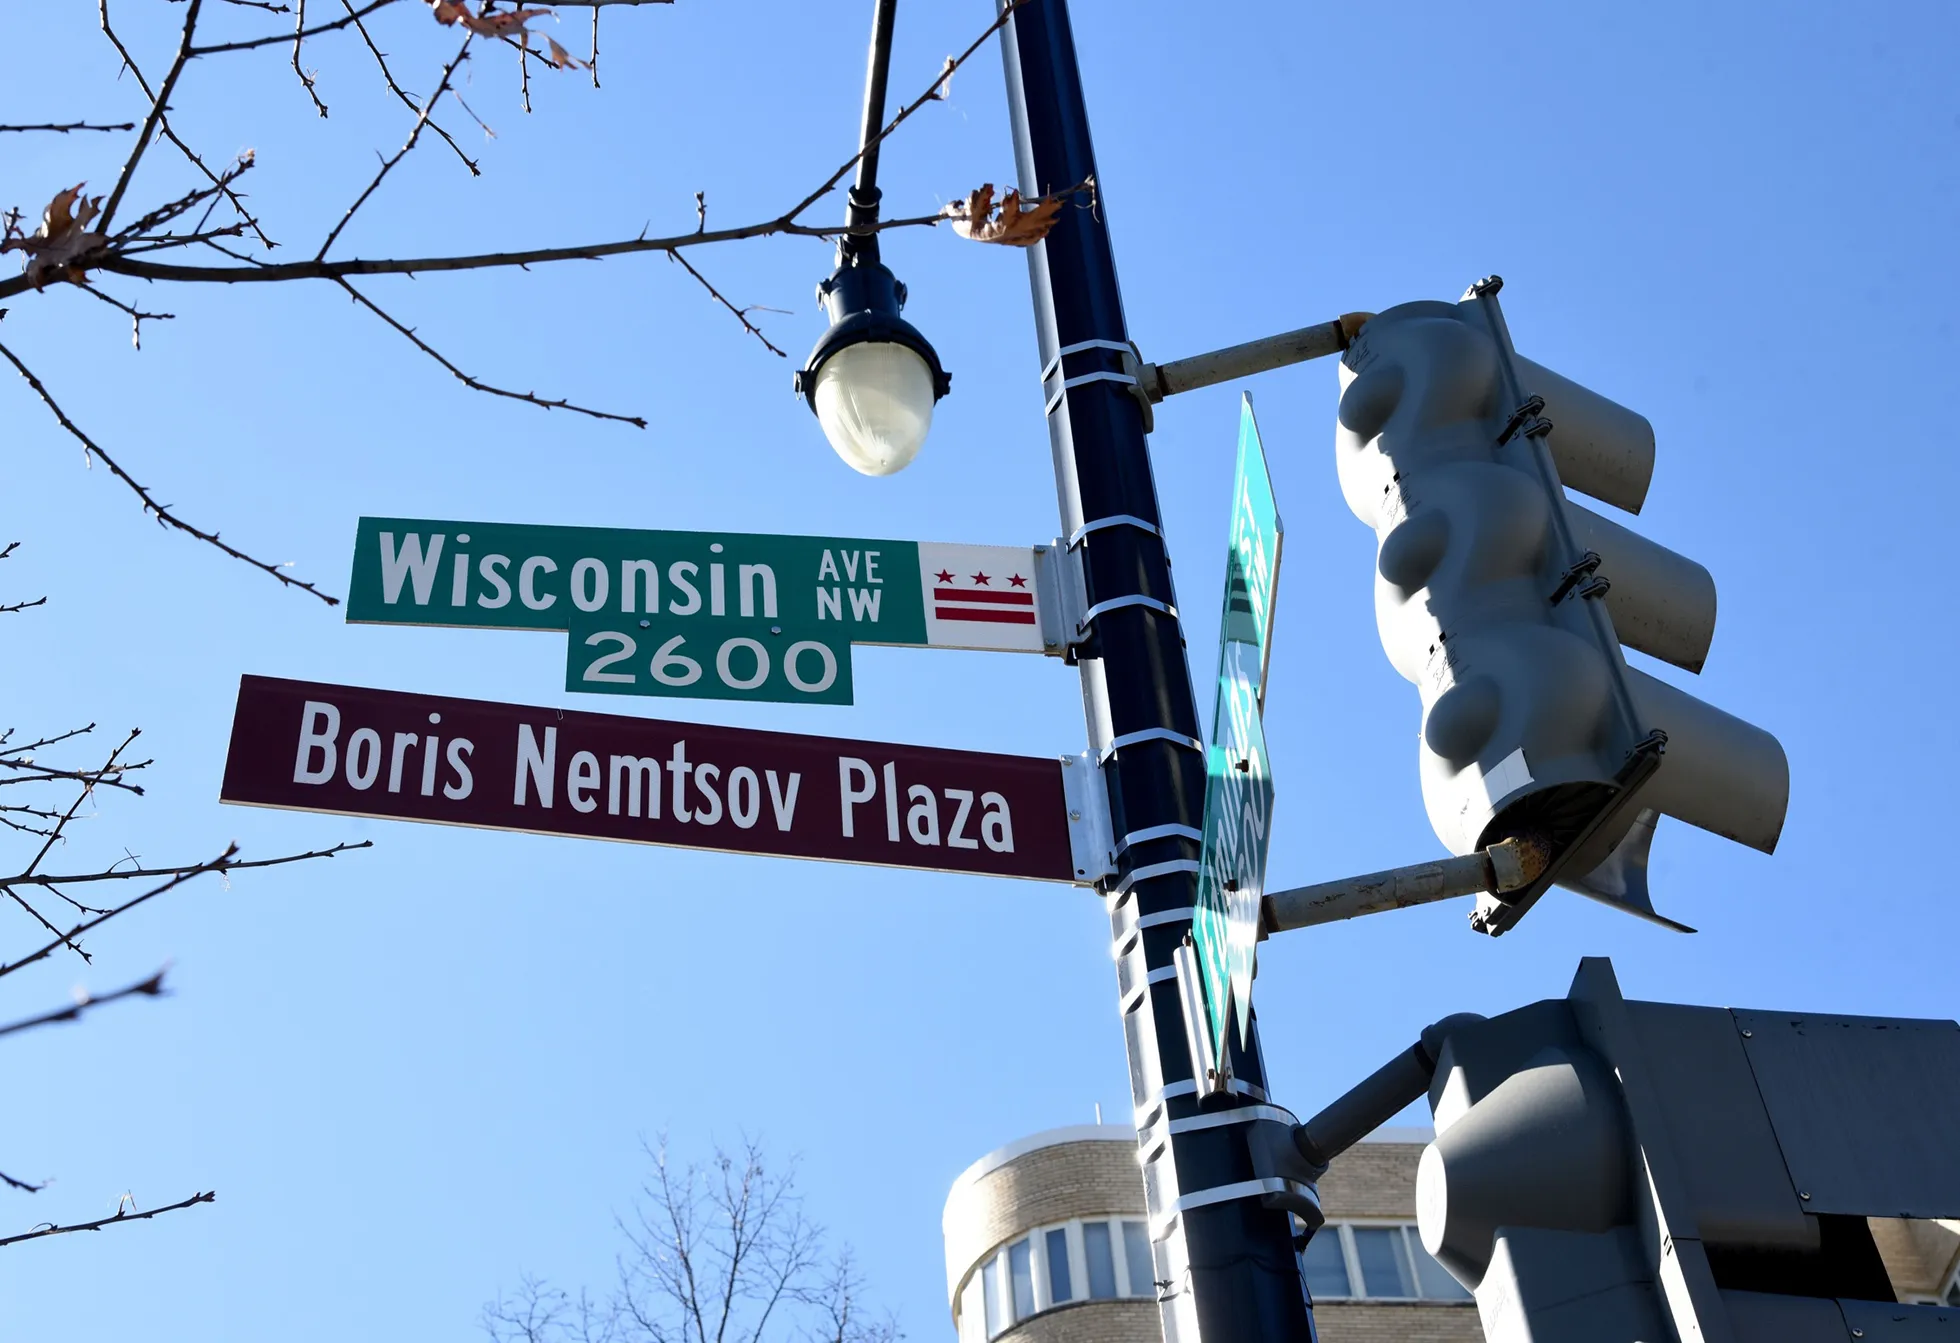 Wisconsin AVE NW
2600
Boris Nemtsov Plaza